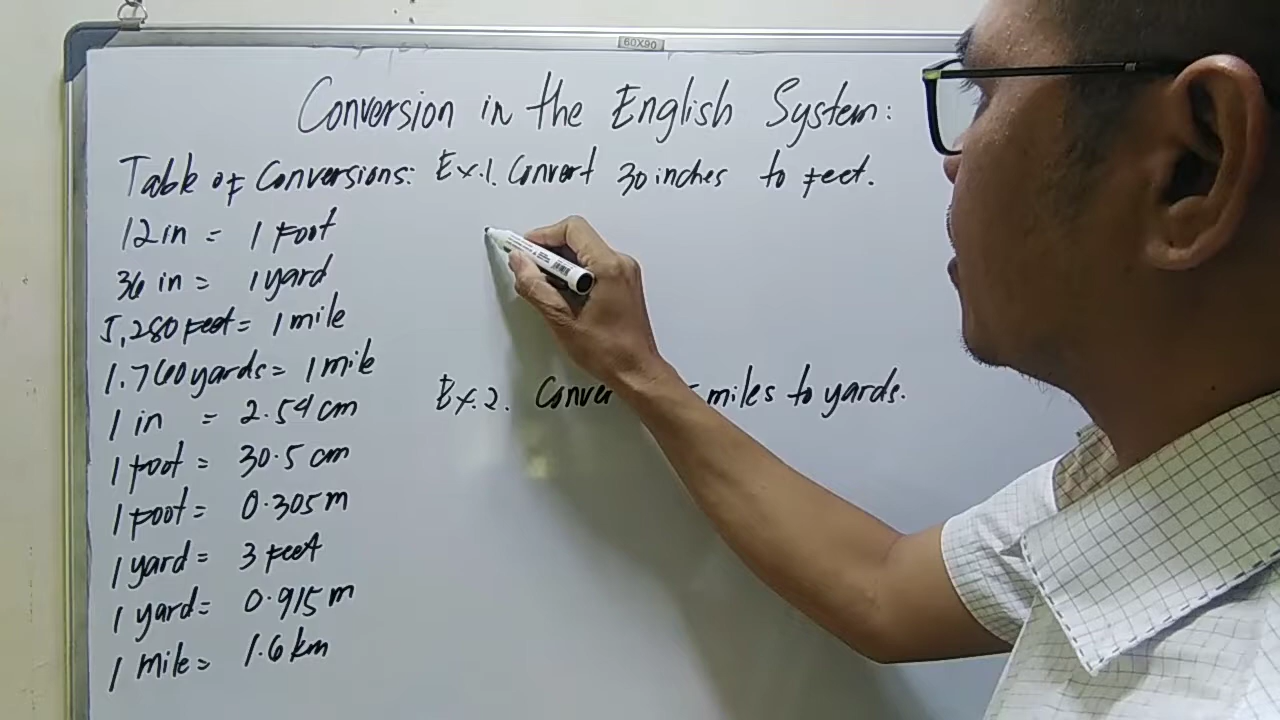 60X90
Conversion in the English System:
Table of Conversions:
12 in = 1 foot
36 in = 1 yard
5,280 feet = 1 mile
1.760 yards = 1 mile
1 in = 2.54 cm
1 foot = 30.5 cm
1 foot = 0.305 m
1 yard = 3 feet
1 yard = 0.915 m
1 mile = 1.6 km
Ex.1. Convert 30 inches to feet.
Ex.2. miles to yards.